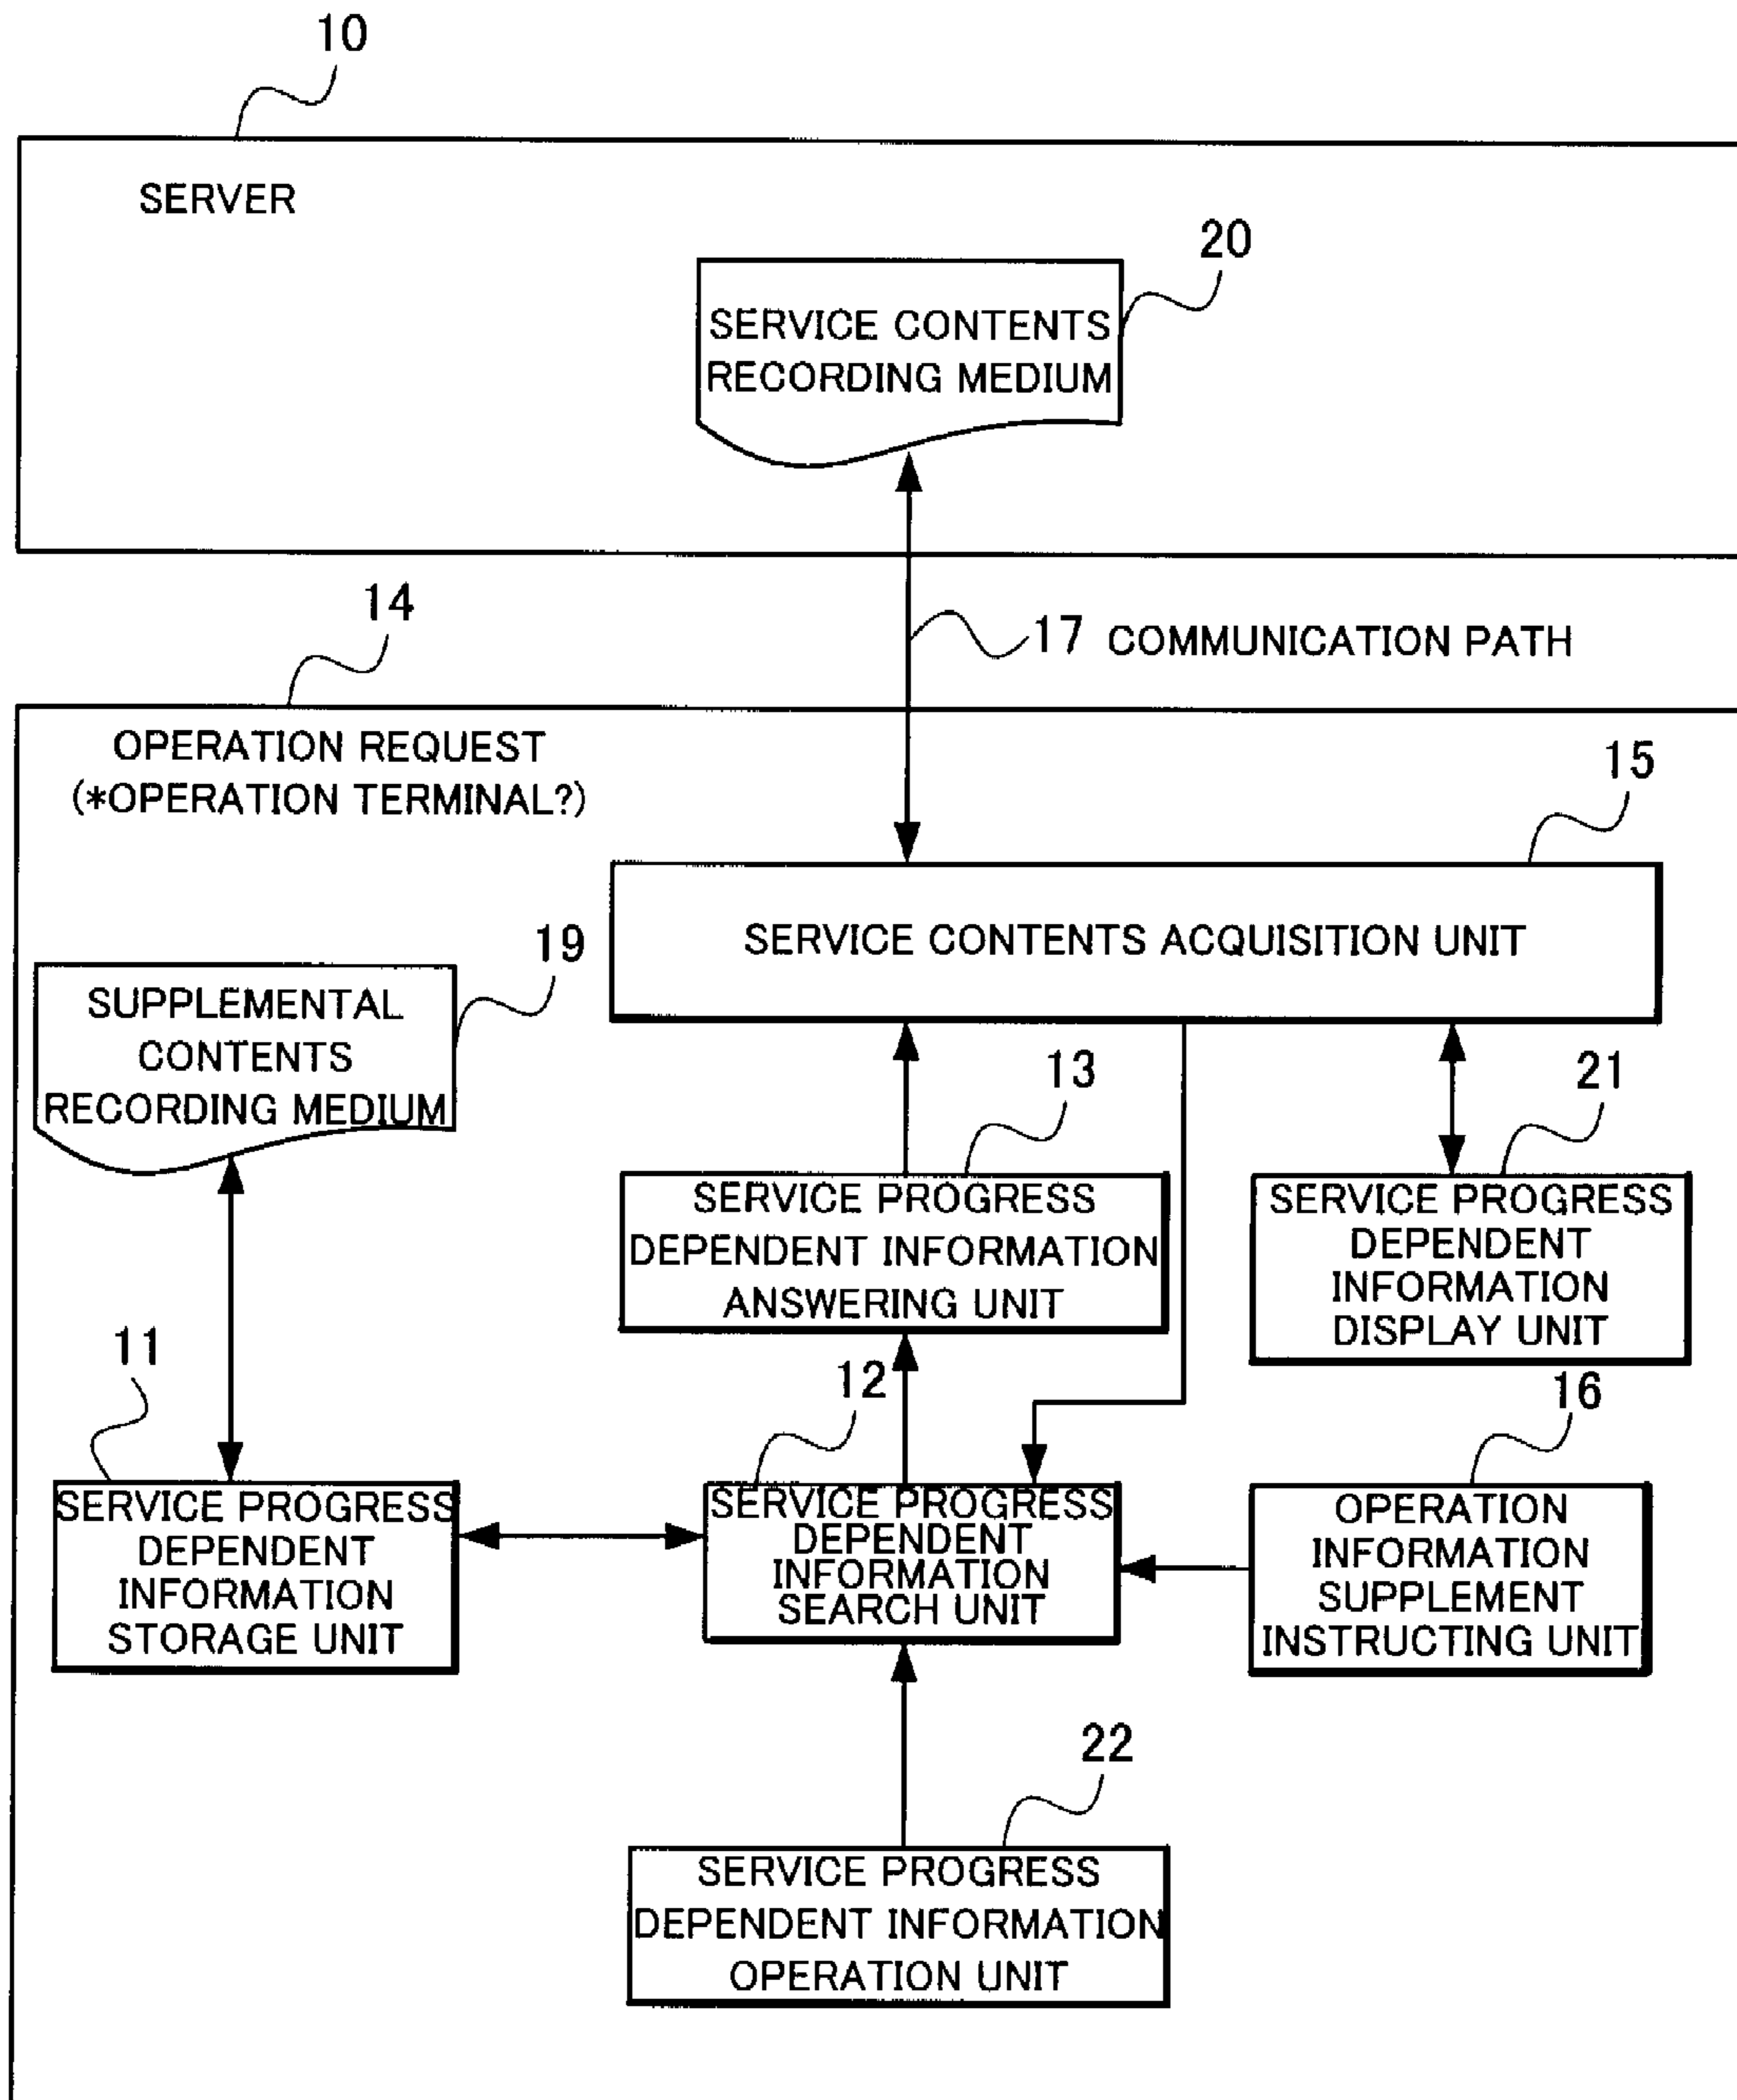 10
SERVER
20
SERVICE CONTENTS
RECORDING MEDIUM
14
17 COMMUNICATION PATH
OPERATION REQUEST
(*OPERATION TERMINAL?)
15
SERVICE CONTENTS ACQUISITION UNIT
19
SUPPLEMENTAL
CONTENTS
RECORDING MEDIUM
13
SERVICE PROGRESS
DEPENDENT INFORMATION
ANSWERING UNIT
21
SERVICE PROGRESS
DEPENDENT
INFORMATION
DISPLAY UNIT
11
SERVICE PROGRESS
DEPENDENT
INFORMATION
STORAGE UNIT
12
SERVICE PROGRESS
DEPENDENT
INFORMATION
SEARCH UNIT
16
OPERATION
INFORMATION
SUPPLEMENT
INSTRUCTING UNIT
22
SERVICE PROGRESS
DEPENDENT INFORMATION
OPERATION UNIT